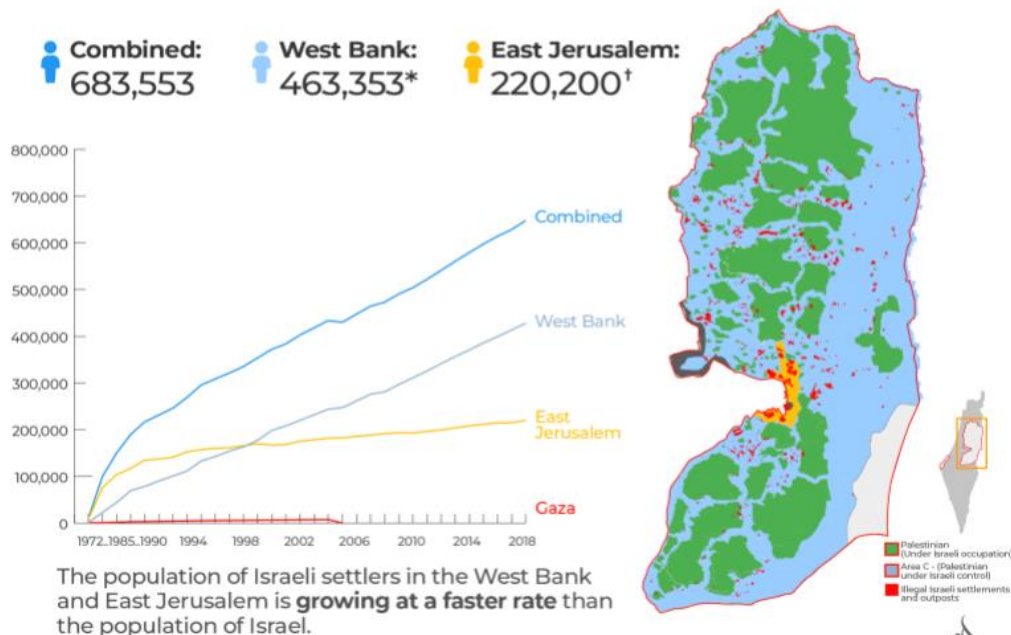 Combined:
683,553
West Bank:
463,353*
East Jerusalem:
220,200†
800,000
700,000
600,000
500,000
400,000
300,000
200,000
100,000
0
Combined
West Bank
East
Jerusalem
Gaza
1972..1985..1990 1994 1998 2002 2006 2010 2014 2018
The population of Israeli settlers in the West Bank
and East Jerusalem is growing at a faster rate than
the population of Israel.
Palestinian
(Under Israeli occupation)
Area C - (Palestinian
under Israeli control)
Illegal Israeli settlements
and outposts